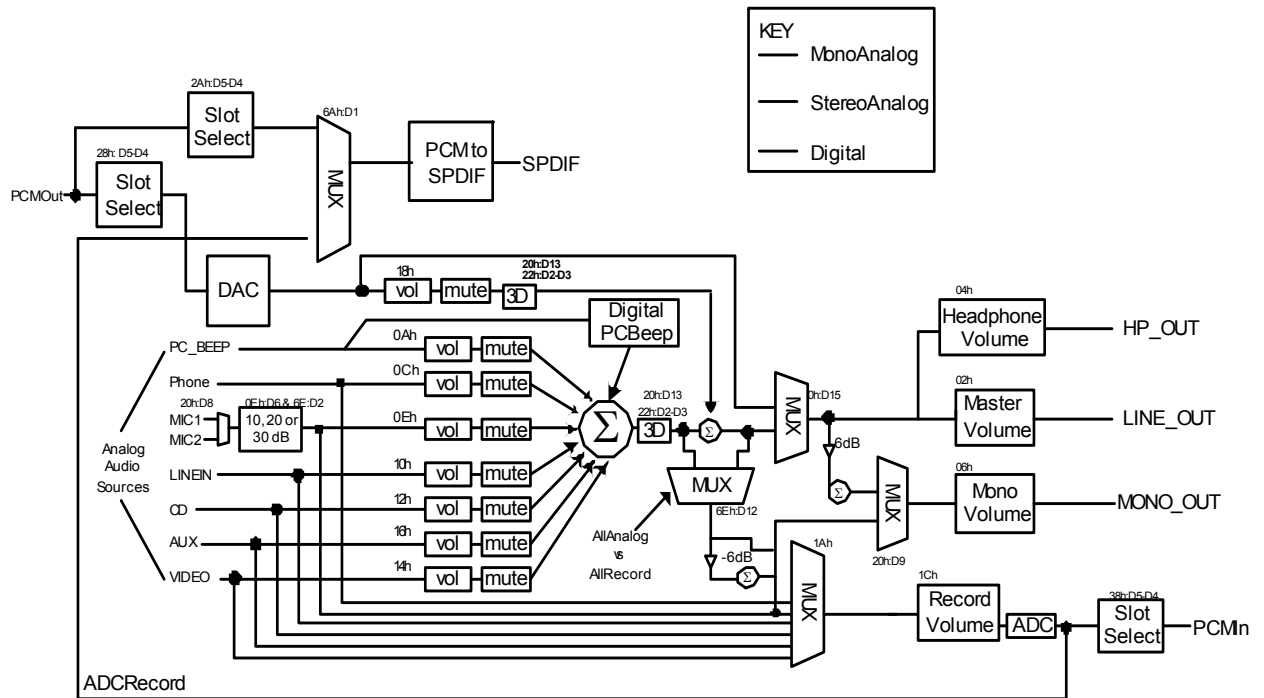 KEY
MonoAnalog
StereoAnalog
Digital
2Ah:D5-D4
Slot
Select
6Ah:D1
MUX
PCM to
SPDIF
SPDIF
28h: D5-D4
PCMOut
Slot
Select
DAC
18h
vol
mute
20h:D13
22h:D2-D3
3D
Digital
PCBeep
04h
Headphone
Volume
HP_OUT
PC_BEEP
0Ah
vol
mute
Phone
0Ch
vol
mute
20h:D8
MIC1
MIC2
0Eh:D6 & 6E:D2
10, 20 or
30 dB
0Eh
vol
mute
Σ
20h:D13
22h:D2-D3
3D
Σ
MUX
0h:D15
02h
Master
Volume
LINE_OUT
Analog
Audio
Sources
LINEIN
10h
vol
mute
MUX
6Eh:D12
-6dB
Σ
MUX
20h:D9
06h
Mono
Volume
MONO_OUT
CD
12h
vol
mute
AUX
16h
vol
mute
VIDEO
14h
vol
mute
AllAnalog
vs
AllRecord
-6dB
Σ
1Ah
MUX
1Ch
Record
Volume
ADC
38h:D5-D4
Slot
Select
PCMIn
ADCRecord